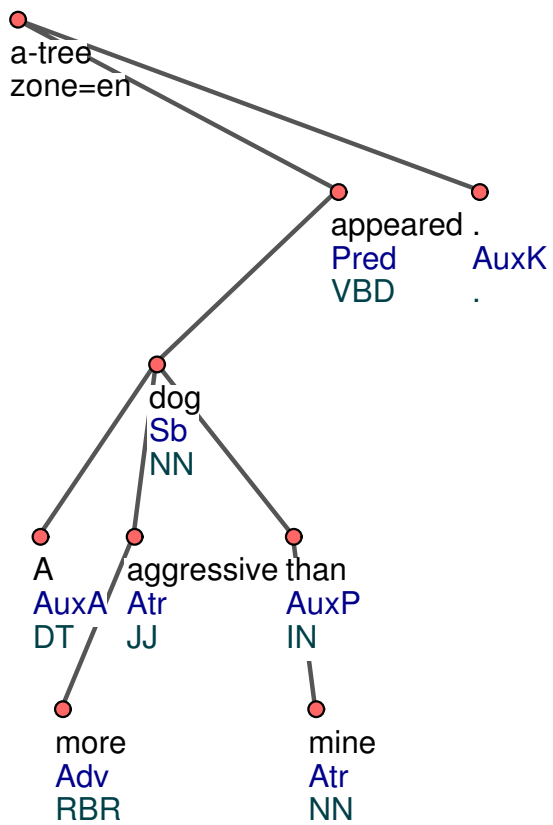 a-tree
zone=en
appeared .
Pred AuxK
VBD .
dog
Sb
NN
A aggressive than
AuxA Atr AuxP
DT JJ IN
more mine
Adv Atr
RBR NN